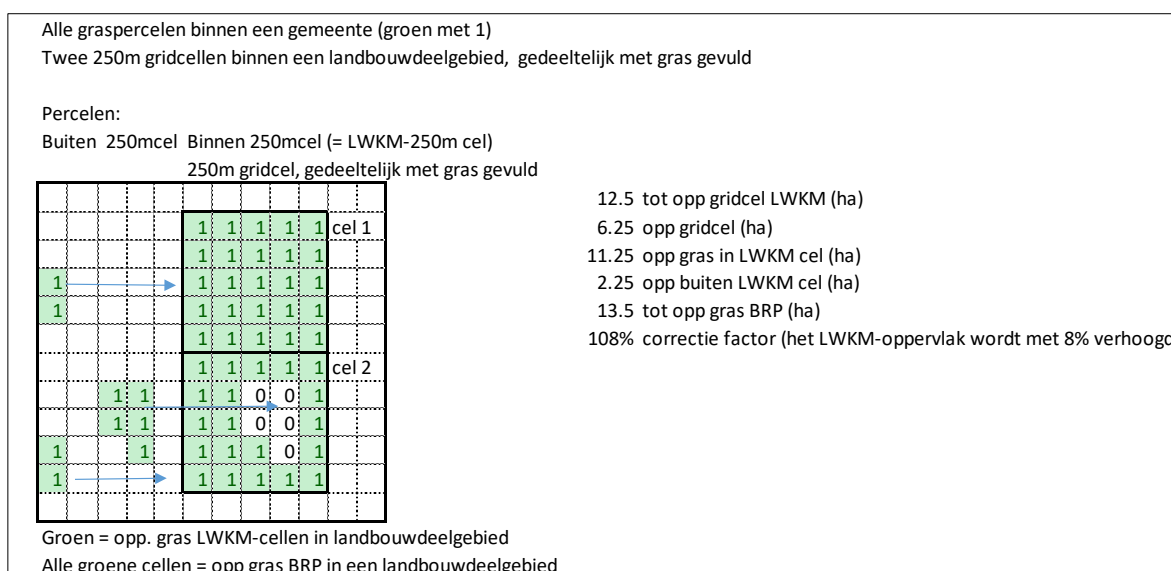 Alle graspercelen binnen een gemeente (groen met 1)
Twee 250m gridcellen binnen een landbouwdeelgebied, gedeeltelijk met gras gevuld
Percelen:
Buiten 250mcel Binnen 250mcel (= LWKM-250m cel)
250m gridcel, gedeeltelijk met gras gevuld
12.5 tot opp gridcel LWKM (ha)
1 1 1 1 1 cel 1
6.25 opp gridcel (ha)
1 1 1 1 1
11.25 opp gras in LWKM cel (ha)
1 1 1 1 1 1
2.25 opp buiten LWKM cel (ha)
1 1 1 1 1 1
13.5 tot opp gras BRP (ha)
1 1 1 1 1
108% correctie factor (het LWKM-oppervlak wordt met 8% verhoogd
1 1 1 1 1 cel 2
1 1 1 1 0 0 1
1 1 1 1 0 0 1
1 1 1 1 1 0 1
1 1 1 1 1 1
Groen = opp. gras LWKM-cellen in landbouwdeelgebied
Alle groene cellen = opp gras BRP in een landbouwdeelgebied